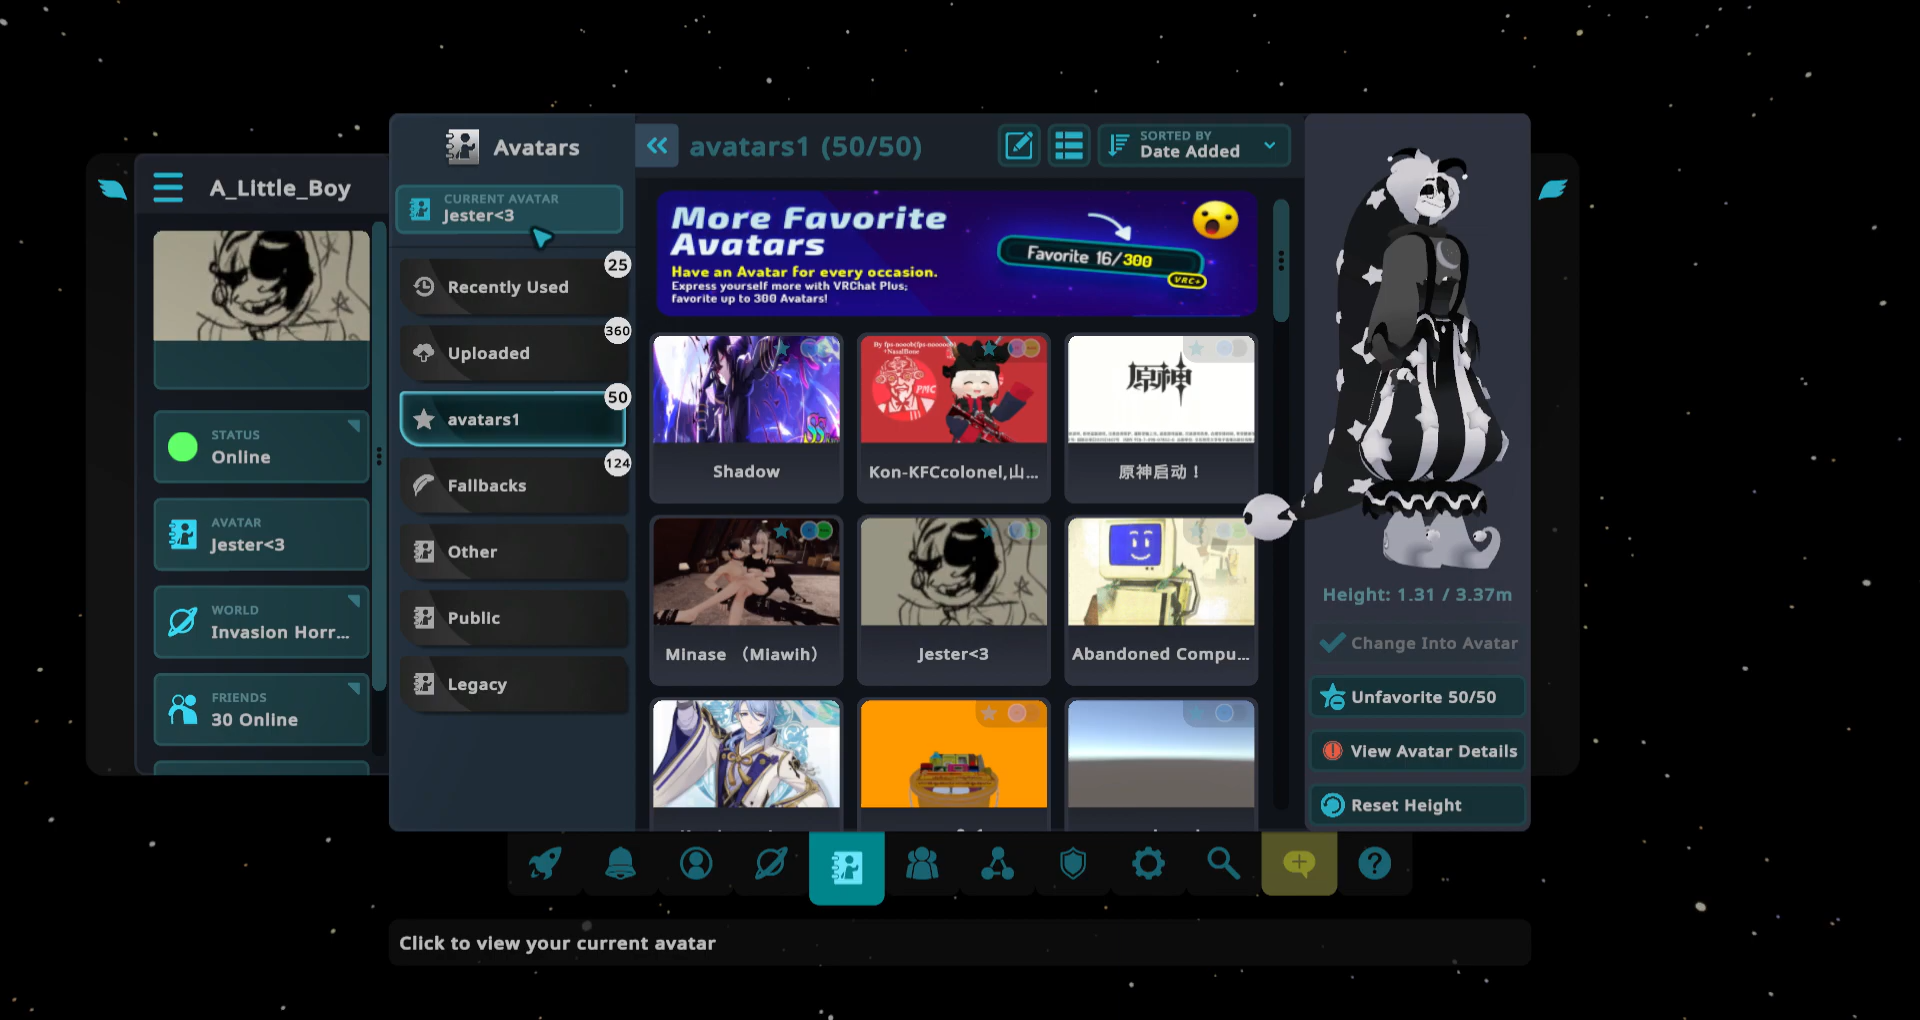 A_Little_Boy
STATUS
Online
AVATAR
Jester<3
WORLD
Invasion Horr...
FRIENDS
30 Online
Avatars
CURRENT AVATAR
Jester<3
25
Recently Used
360
Uploaded
50
avatars1
124
Fallbacks
Other
Public
Legacy
avatars1 (50/50)
SORTED BY
Date Added
More Favorite
Avatars
Have an Avatar for every occasion.
Express yourself more with VRChat Plus;
favorite up to 300 Avatars!
Favorite 16/300
VRC+
Shadow
PMC
Kon-KFCcolonel,山...
原神
原神启动！
Minase （Miawih）
Jester<3
Abandoned Compu...
Height: 1.31 / 3.37m
Change Into Avatar
Unfavorite 50/50
View Avatar Details
Reset Height
Click to view your current avatar